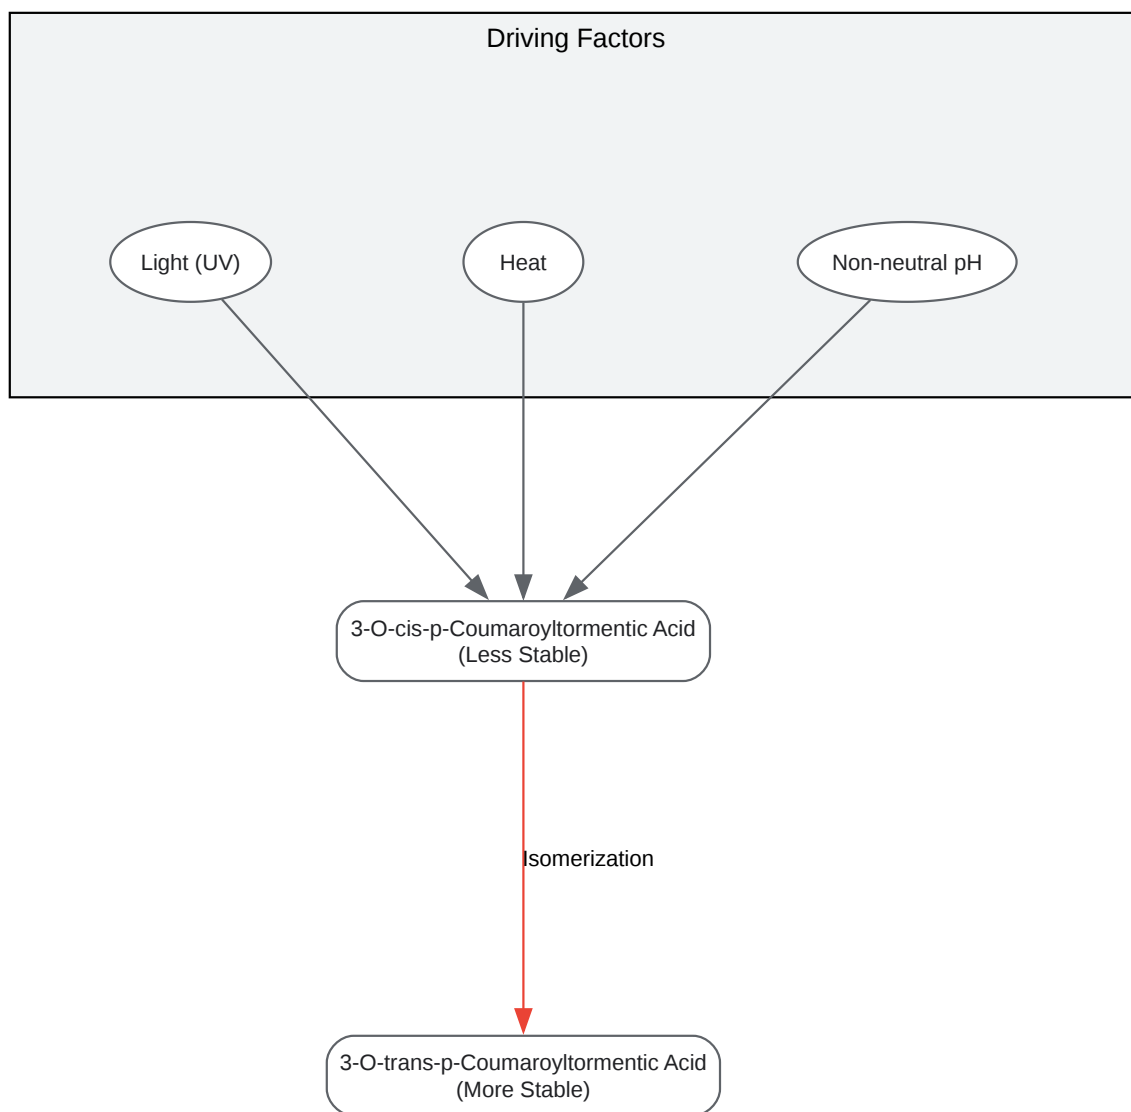 Driving Factors
Light (UV)
Heat
Non-neutral pH
3-O-cis-p-Coumaroyltormentic Acid
(Less Stable)
Isomerization
3-O-trans-p-Coumaroyltormentic Acid
(More Stable)